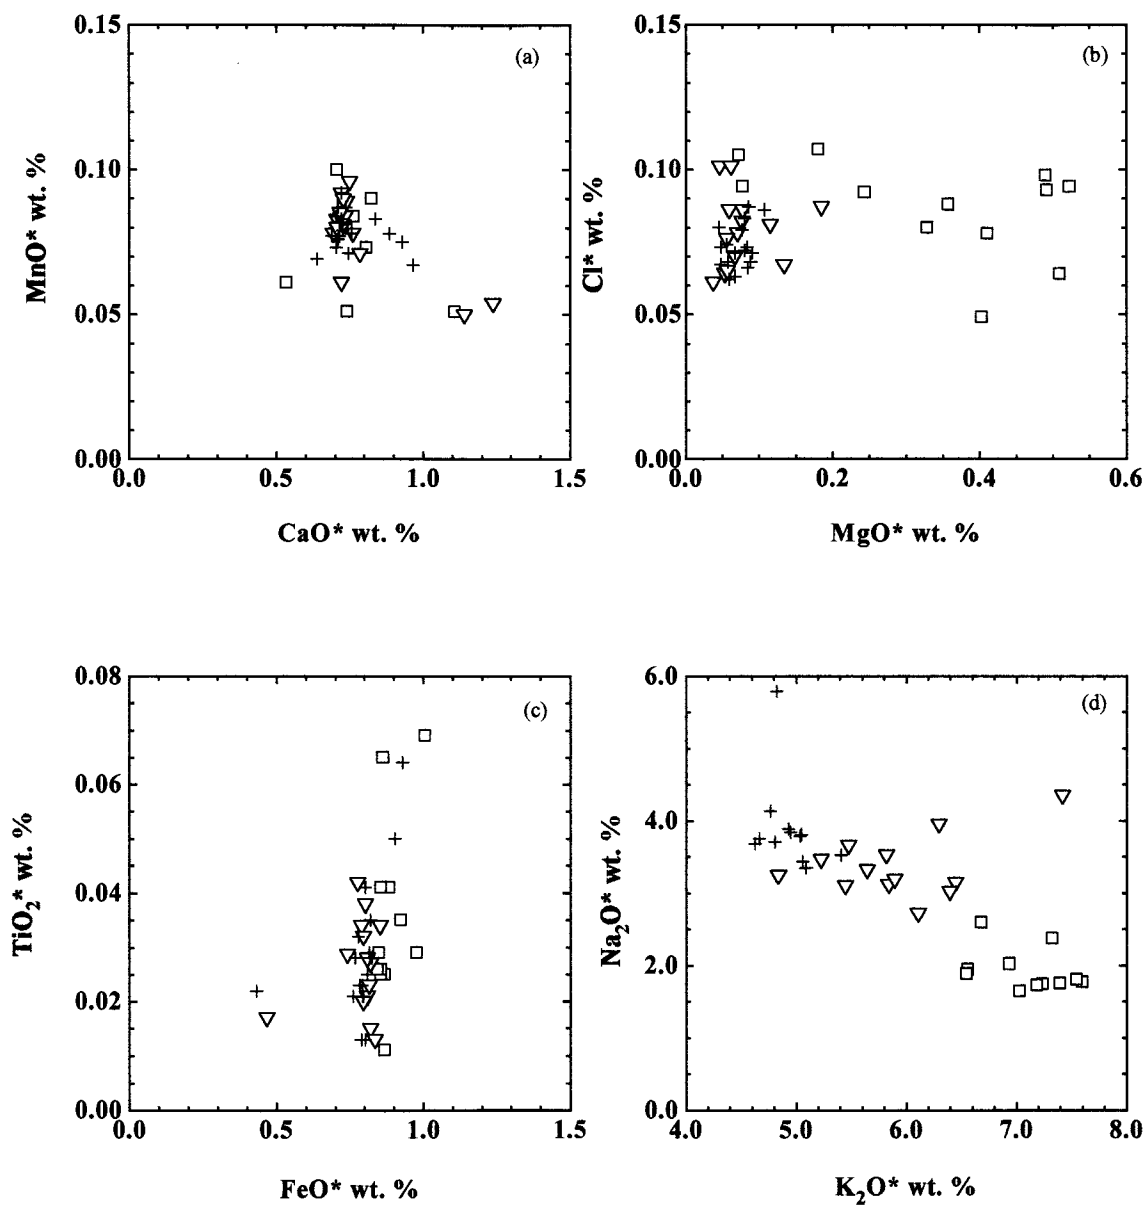 0.15
0.10
0.05
0.00
MnO* wt. %
(a)
0.0
0.5
1.0
1.5
CaO* wt. %
0.15
0.10
0.05
0.00
Cl* wt. %
(b)
0.0
0.2
0.4
0.6
MgO* wt. %
0.08
0.06
0.04
0.02
0.00
TiO₂* wt. %
(c)
0.0
0.5
1.0
1.5
FeO* wt. %
6.0
4.0
2.0
0.0
Na₂O* wt. %
(d)
4.0
5.0
6.0
7.0
8.0
K₂O* wt. %